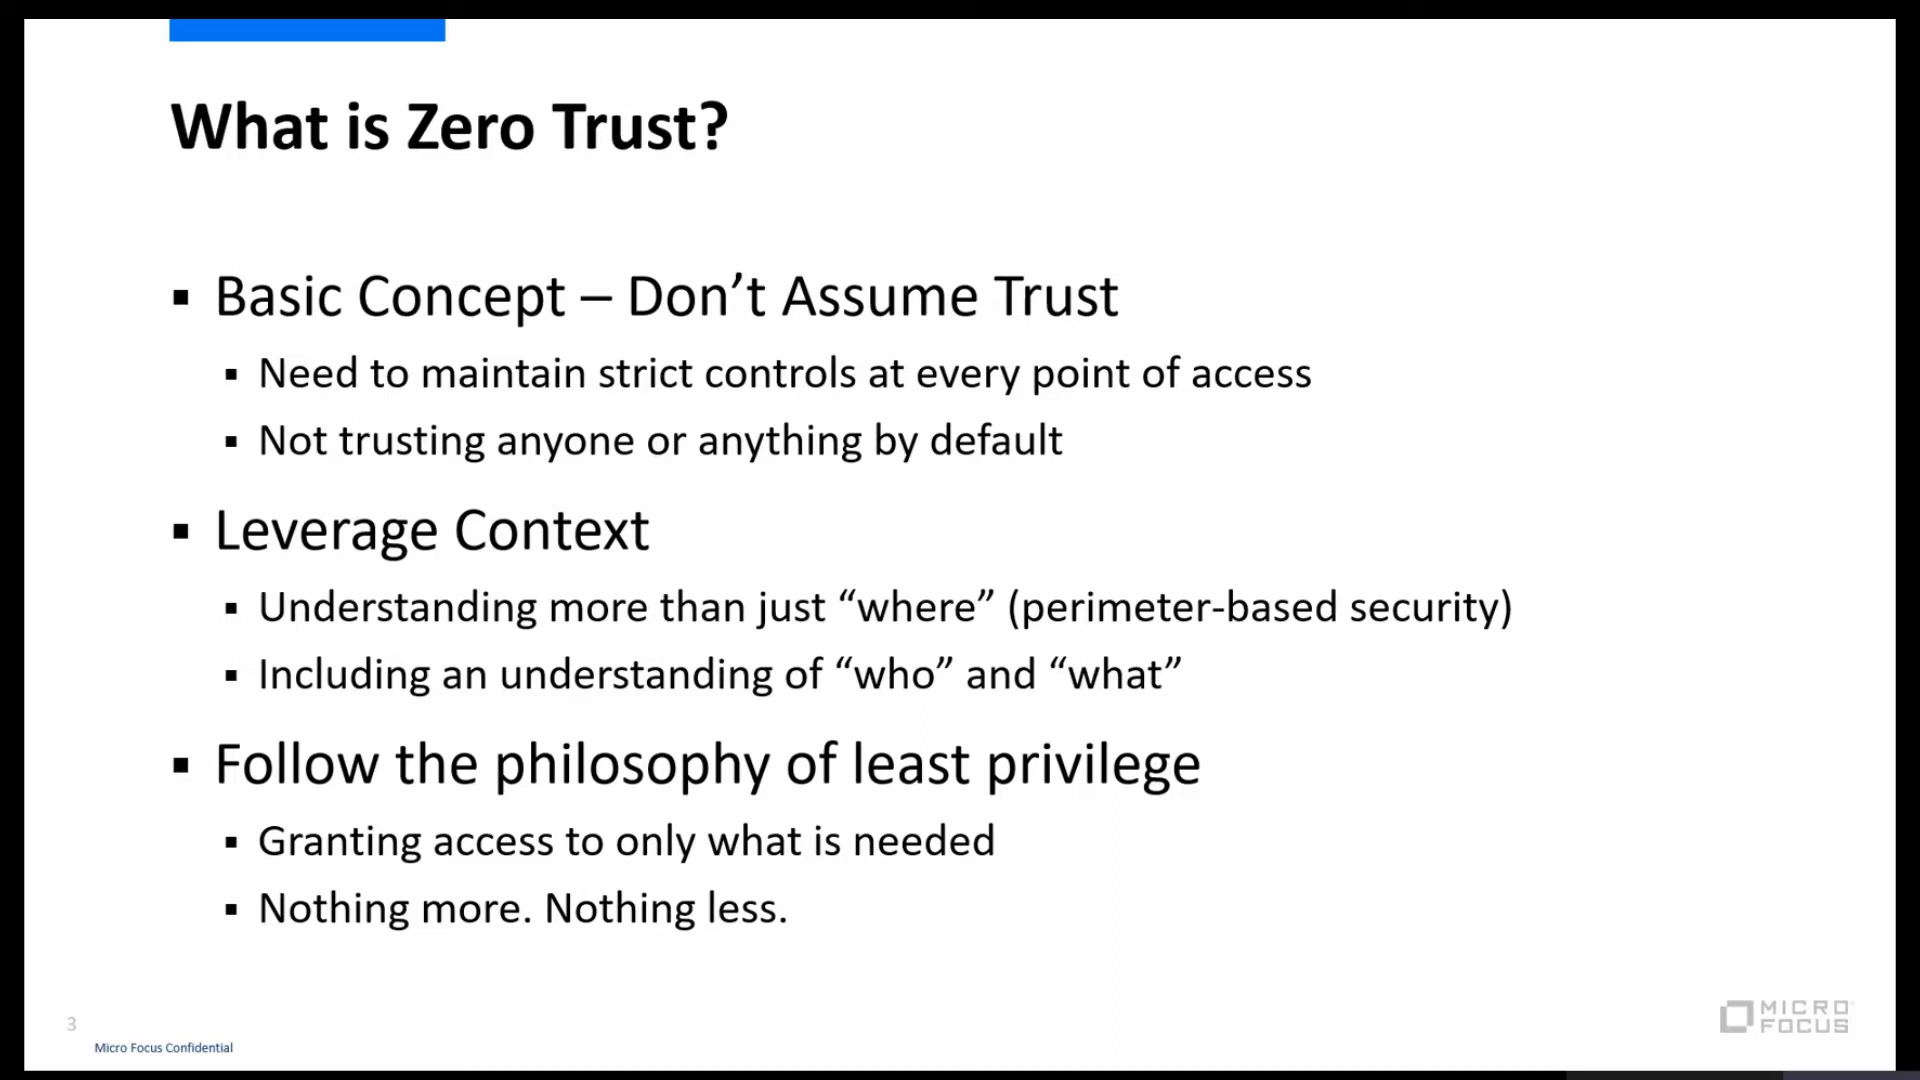 What is Zero Trust?
▪ Basic Concept – Don’t Assume Trust
▪ Need to maintain strict controls at every point of access
▪ Not trusting anyone or anything by default
▪ Leverage Context
▪ Understanding more than just “where” (perimeter-based security)
▪ Including an understanding of “who” and “what”
▪ Follow the philosophy of least privilege
▪ Granting access to only what is needed
▪ Nothing more. Nothing less.
3
Micro Focus Confidential
MICRO
FOCUS